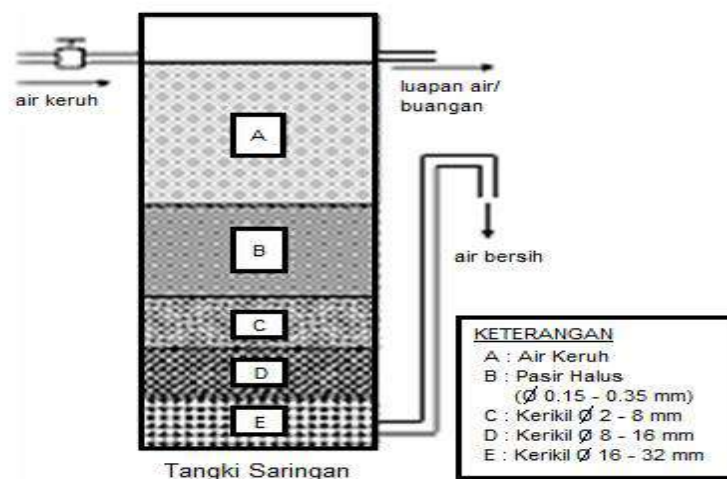 air keruh
luapan air/
buangan
A
B
C
D
E
air bersih
Tangki Saringan
KETERANGAN
A : Air Keruh
B : Pasir Halus
(Ø 0.15 - 0.35 mm)
C : Kerikil Ø 2 - 8 mm
D : Kerikil Ø 8 - 16 mm
E : Kerikil Ø 16 - 32 mm